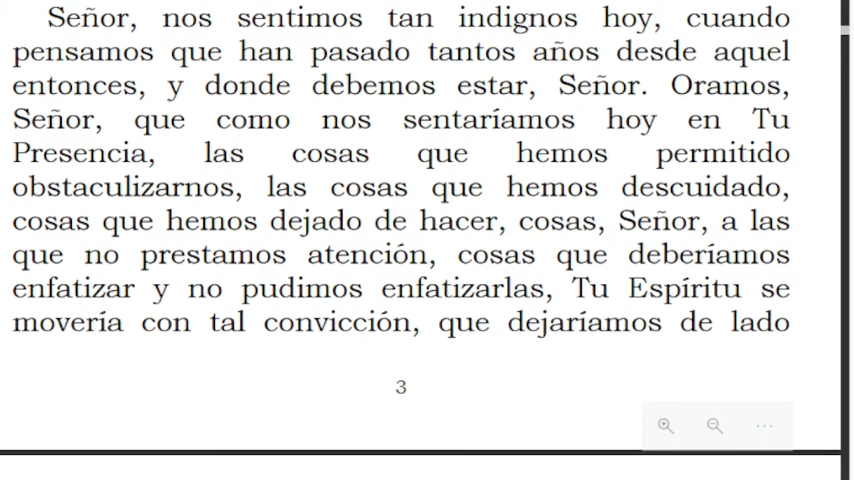 Señor, nos sentimos tan indignos hoy, cuando
pensamos que han pasado tantos años desde aquel
entonces, y donde debemos estar, Señor. Oramos,
Señor, que como nos sentaríamos hoy en Tu
Presencia, las cosas que hemos permitido
obstaculizarnos, las cosas que hemos descuidado,
cosas que hemos dejado de hacer, cosas, Señor, a las
que no prestamos atención, cosas que deberíamos
enfatizar y no pudimos enfatizarlas, Tu Espíritu se
movería con tal convicción, que dejaríamos de lado
3